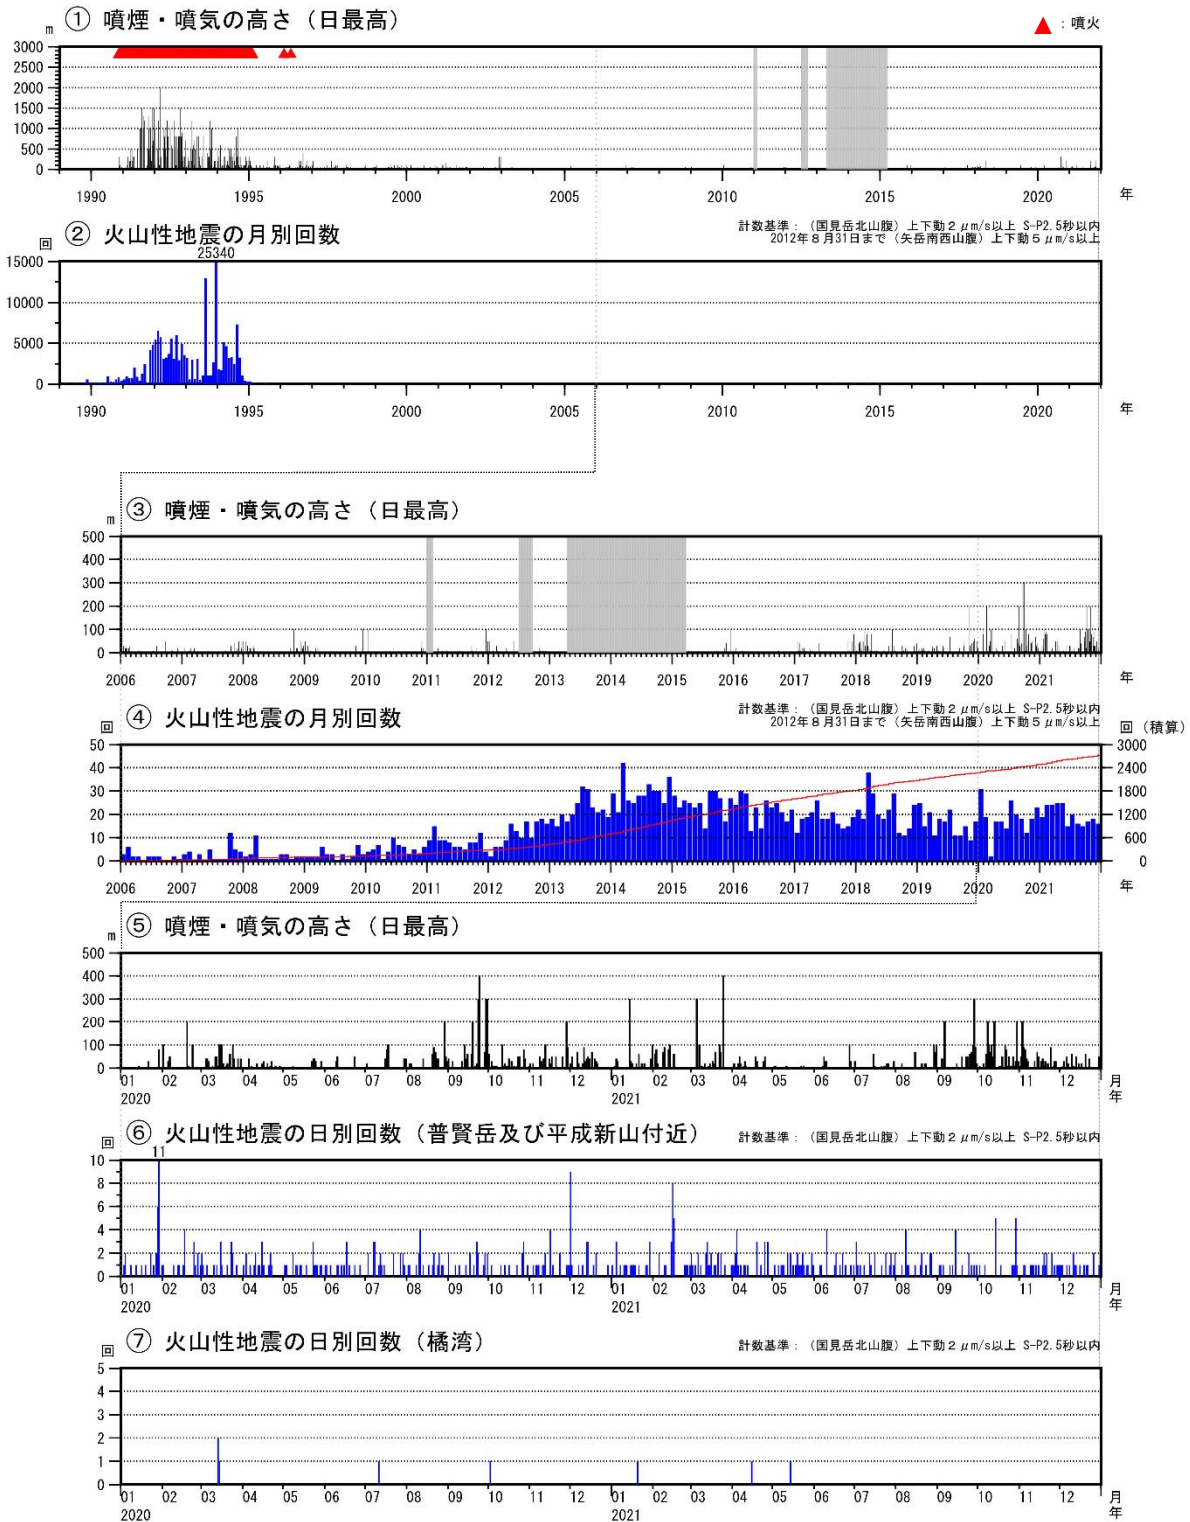 ① 噴煙・噴気の高さ（日最高）
▲：噴火
m
3000
2500
2000
1500
1000
500
0
1990 1995 2000 2005 2010 2015 2020 年
② 火山性地震の月別回数
計数基準：（国見岳北山腹）上下動２μm/s以上 S-P2.5秒以内
2012年８月31日まで（矢岳南西山腹）上下動５μm/s以上
回
25340
15000
10000
5000
0
1990 1995 2000 2005 2010 2015 2020 年
③ 噴煙・噴気の高さ（日最高）
m
500
400
300
200
100
0
2006 2007 2008 2009 2010 2011 2012 2013 2014 2015 2016 2017 2018 2019 2020 2021 年
④ 火山性地震の月別回数
計数基準：（国見岳北山腹）上下動２μm/s以上 S-P2.5秒以内
2012年８月31日まで（矢岳南西山腹）上下動５μm/s以上
回 回（積算）
50 3000
40 2400
30 1800
20 1200
10 600
0 0
2006 2007 2008 2009 2010 2011 2012 2013 2014 2015 2016 2017 2018 2019 2020 2021 年
⑤ 噴煙・噴気の高さ（日最高）
m
500
400
300
200
100
0
01 02 03 04 05 06 07 08 09 10 11 12 01 02 03 04 05 06 07 08 09 10 11 12 月
2020 2021 年
⑥ 火山性地震の日別回数（普賢岳及び平成新山付近）
計数基準：（国見岳北山腹）上下動２μm/s以上 S-P2.5秒以内
回
11
10
8
6
4
2
0
01 02 03 04 05 06 07 08 09 10 11 12 01 02 03 04 05 06 07 08 09 10 11 12 月
2020 2021 年
⑦ 火山性地震の日別回数（橘湾）
計数基準：（国見岳北山腹）上下動２μm/s以上 S-P2.5秒以内
回
5
4
3
2
1
0
01 02 03 04 05 06 07 08 09 10 11 12 01 02 03 04 05 06 07 08 09 10 11 12 月
2020 2021 年